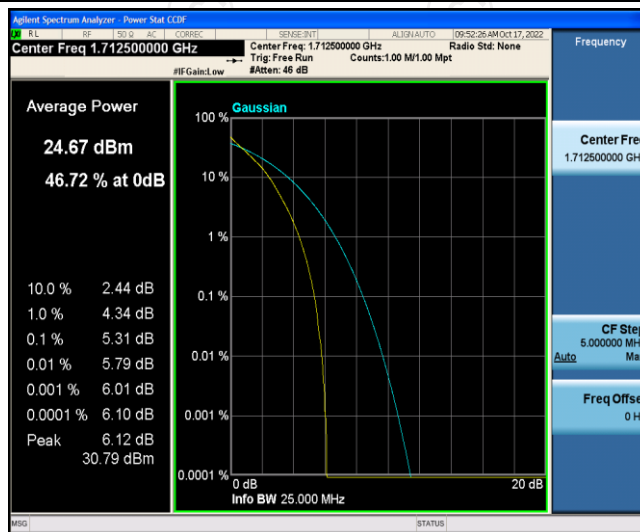 Agilent Spectrum Analyzer - Power Stat CCDF
RL RF 50 Ω AC CORREC SENSE:INT ALIGN AUTO 09:52:26 AM Oct 17, 2022
Center Freq 1.712500000 GHz
Center Freq: 1.712500000 GHz Radio Std: None
Trig: Free Run Counts:1.00 M/1.00 Mpt
#IFGain:Low #Atten: 46 dB
Frequency
Average Power
24.67 dBm
46.72 % at 0dB
10.0 % 2.44 dB
1.0 % 4.34 dB
0.1 % 5.31 dB
0.01 % 5.79 dB
0.001 % 6.01 dB
0.0001 % 6.10 dB
Peak 6.12 dB
30.79 dBm
Gaussian
100 %
10 %
1 %
0.1 %
0.01 %
0.001 %
0.0001 %
0 dB 20 dB
Info BW 25.000 MHz
Center Fre
1.712500000 GH
CF Step
5.000000 MH
Auto Ma
Freq Offse
0 H
MSG STATUS